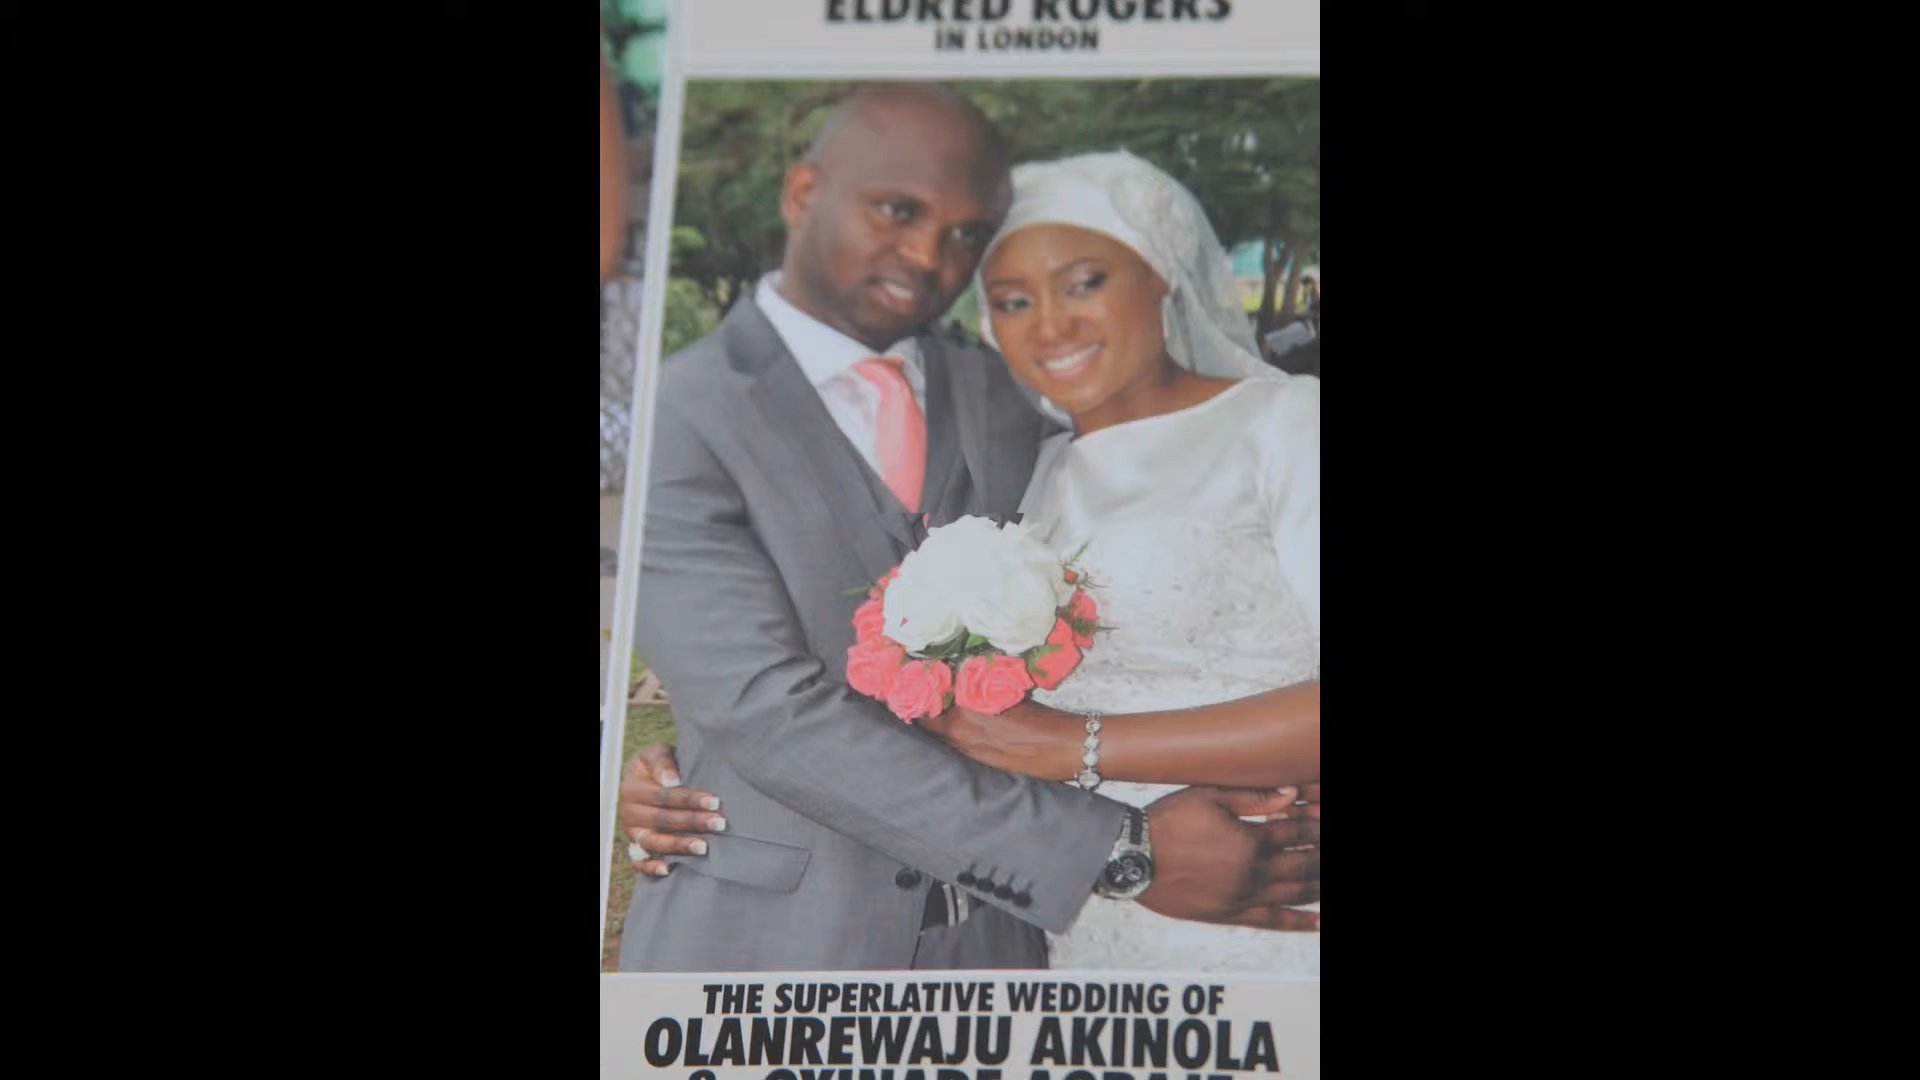 ELDRED ROGERS
IN LONDON
THE SUPERLATIVE WEDDING OF
OLANREWAJU AKINOLA
&